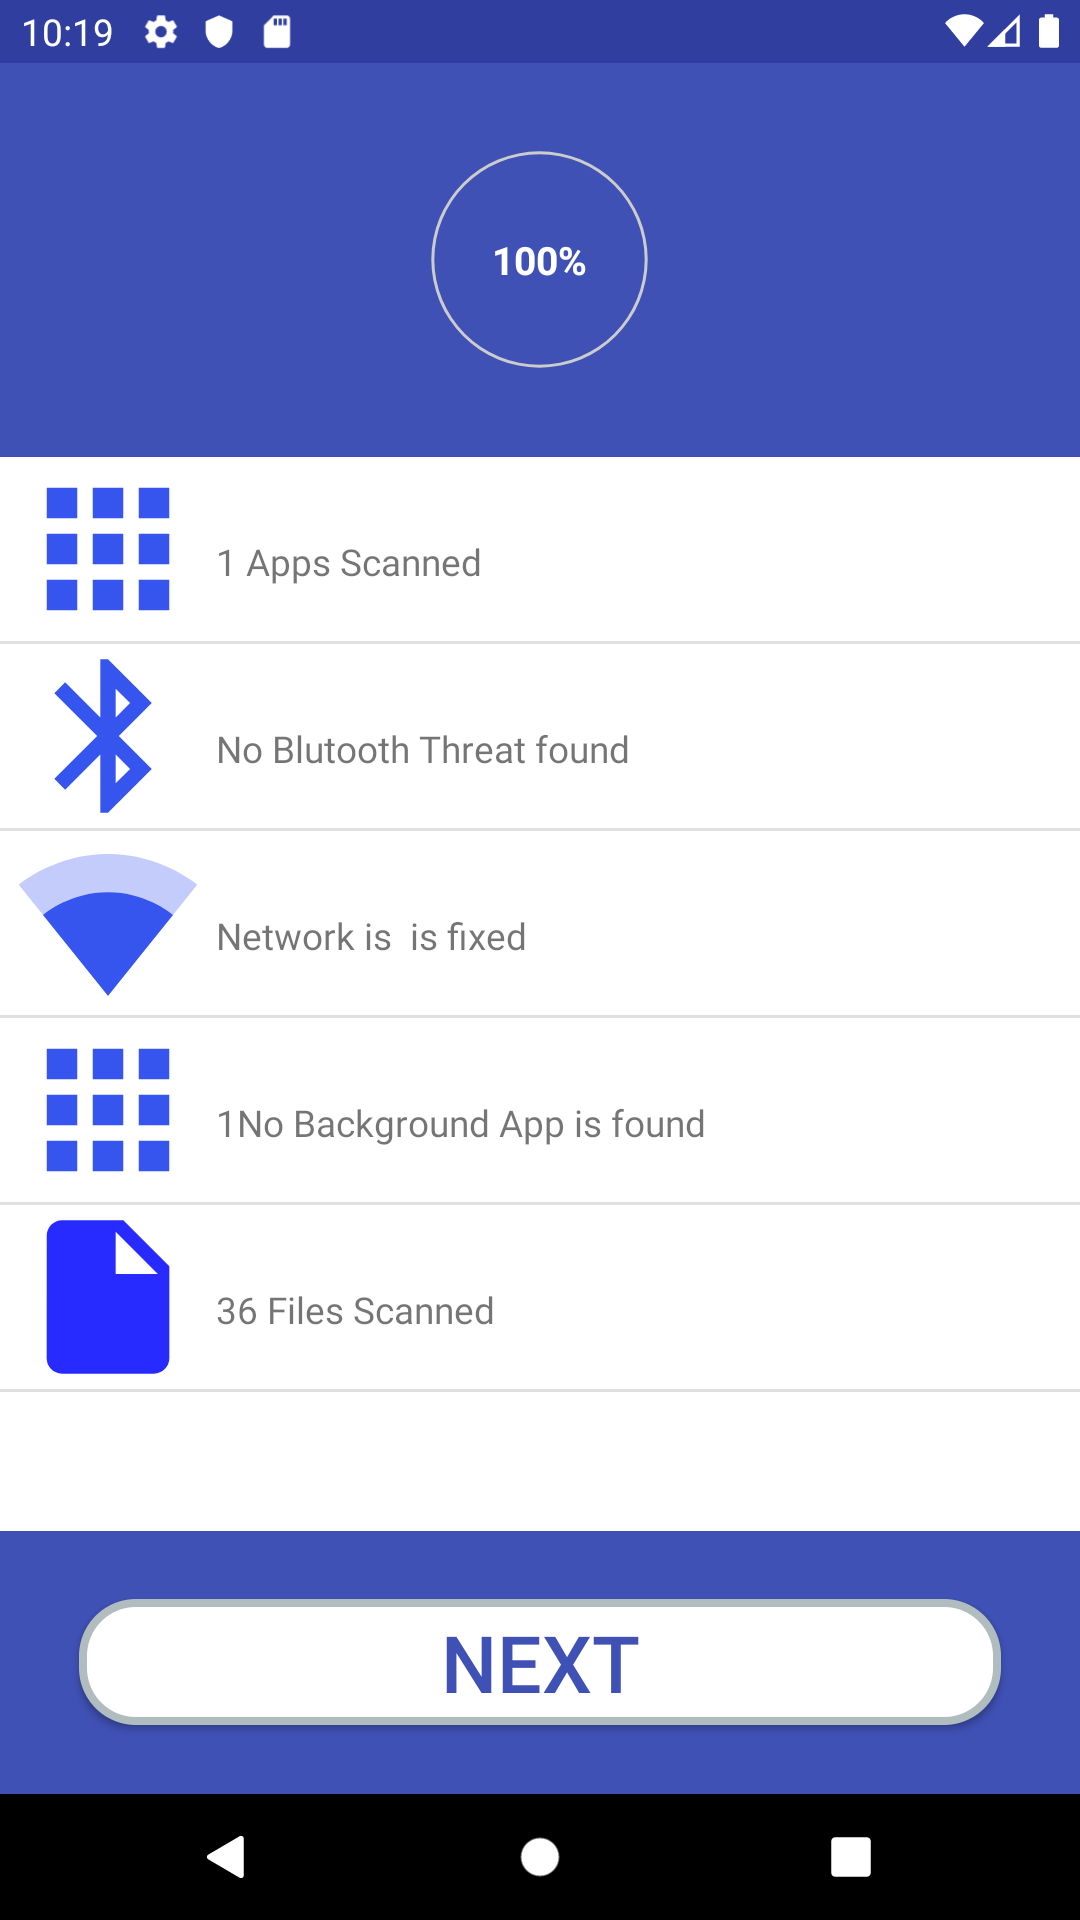 10:19
100%
1 Apps Scanned
No Blutooth Threat found
Network is  is fixed
1No Background App is found
36 Files Scanned
NEXT